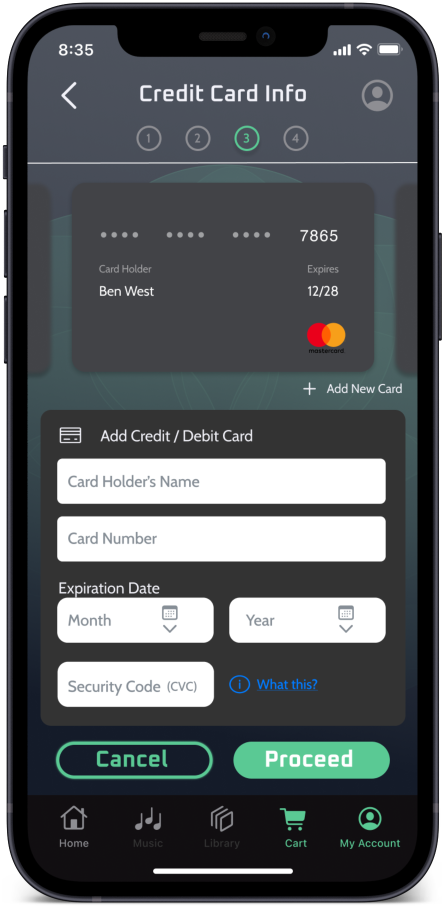 8:35
Credit Card Info
1 2 3 4
•••• •••• •••• 7865
Card Holder Expires
Ben West 12/28
mastercard
+ Add New Card
Add Credit / Debit Card
Card Holder's Name
Card Number
Expiration Date
Month Year
Security Code (CVC) i What this?
Cancel Proceed
Home Music Library Cart My Account